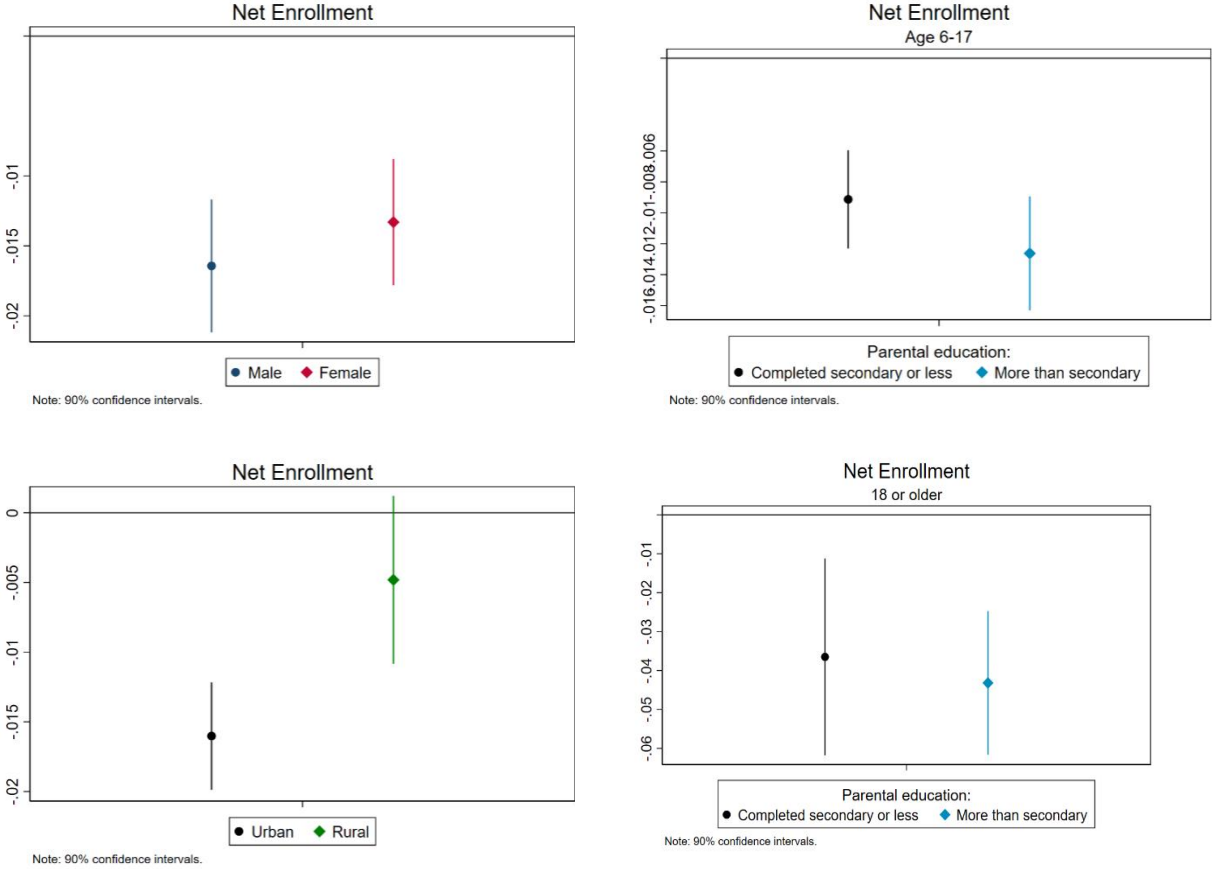 Net Enrollment
-.01
-.015
-.02
Male Female
Note: 90% confidence intervals.
Net Enrollment
Age 6-17
-.006
-.008
-.01
-.012
-.014
-.016
Parental education:
Completed secondary or less More than secondary
Note: 90% confidence intervals.
Net Enrollment
0
-.005
-.01
-.015
-.02
Urban Rural
Note: 90% confidence intervals.
Net Enrollment
18 or older
-.01
-.02
-.03
-.04
-.05
-.06
Parental education:
Completed secondary or less More than secondary
Note: 90% confidence intervals.